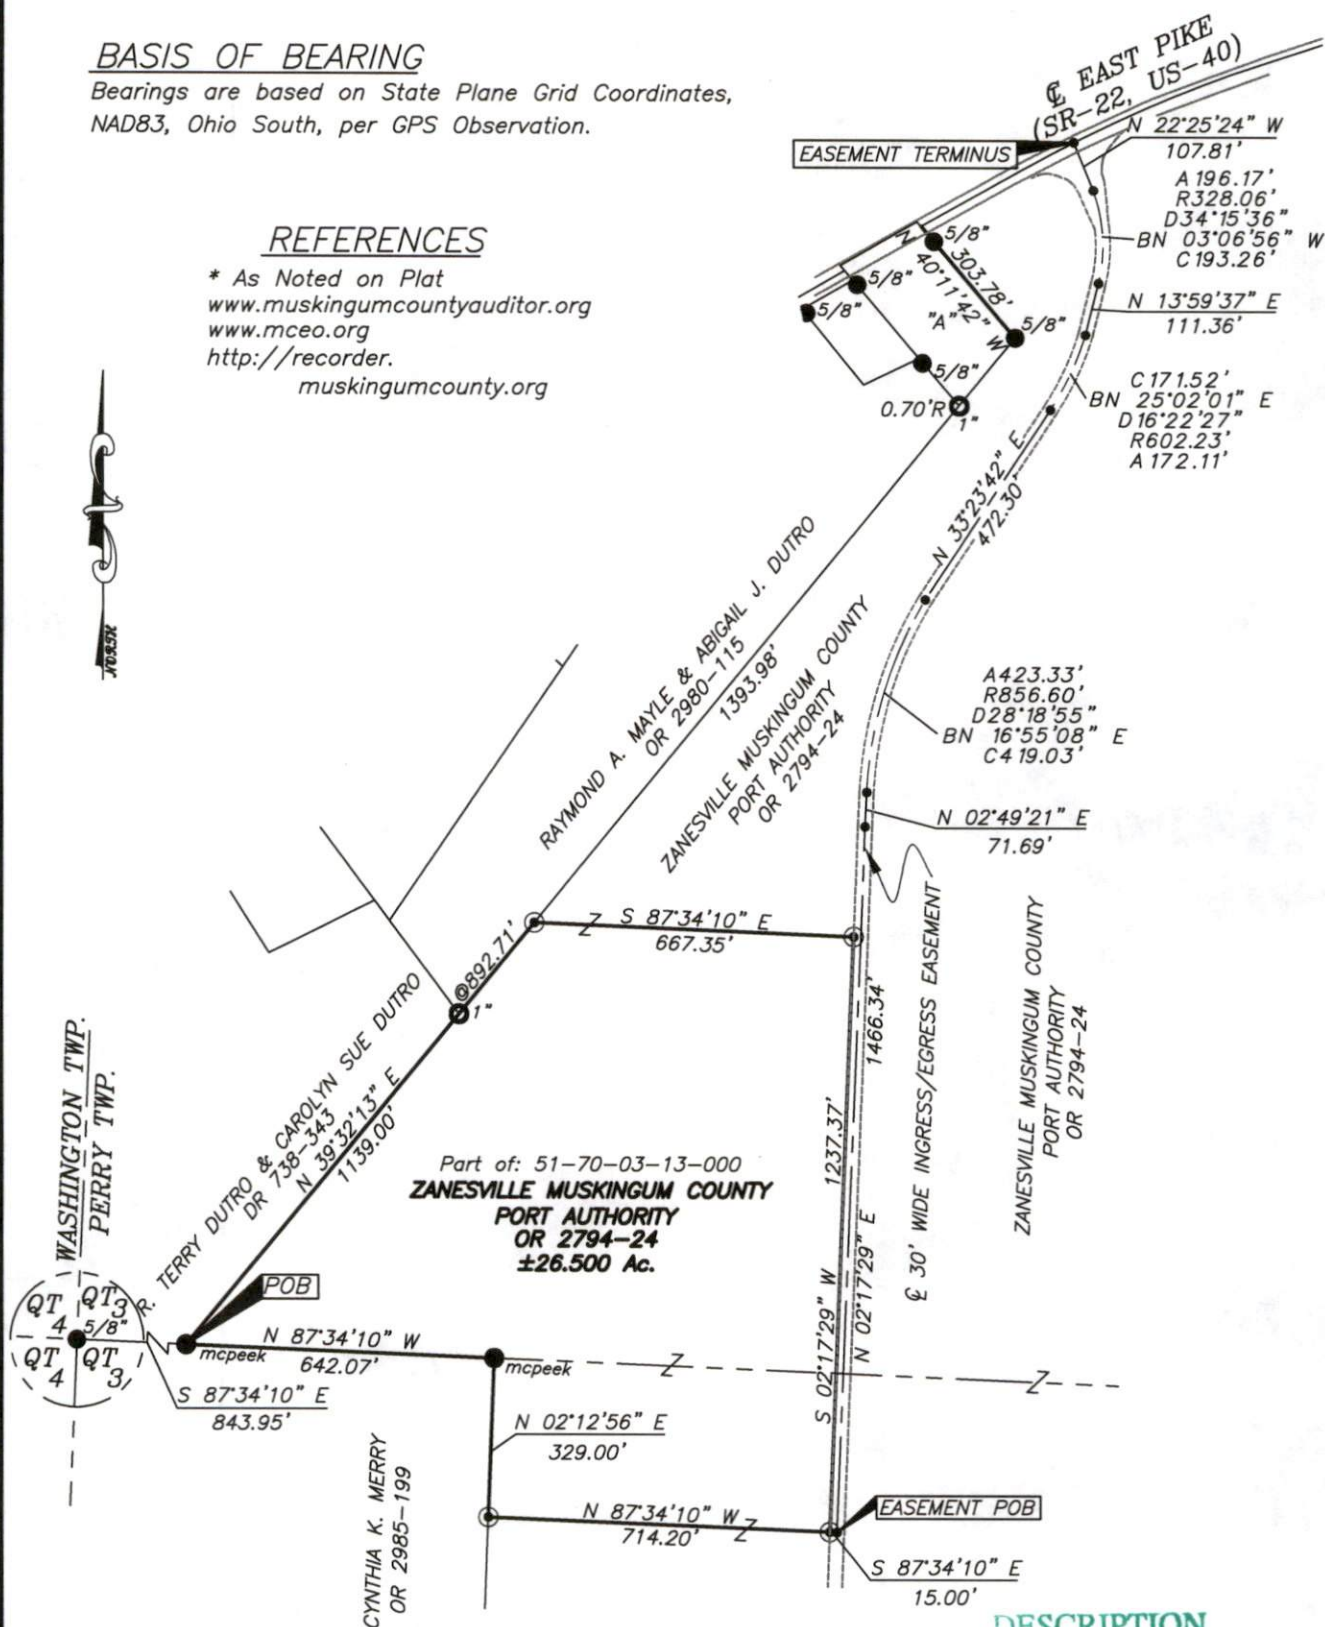 BASIS OF BEARING
Bearings are based on State Plane Grid Coordinates,
NAD83, Ohio South, per GPS Observation.
REFERENCES
* As Noted on Plat
www.muskingumcountyauditor.org
www.mceo.org
http://recorder.
muskingumcounty.org
NORTH
℄ EAST PIKE
(SR-22, US-40)
EASEMENT TERMINUS
N 22°25'24" W
107.81'
A 196.17'
R328.06'
D34°15'36"
BN 03°06'56" W
C193.26'
N 13°59'37" E
111.36'
C171.52'
BN 25°02'01" E
D16°22'27"
R602.23'
A 172.11'
5/8"
5/8"
5/8"
5/8"
5/8"
303.78'
N 40°11'42" W
"A"
0.70'R
1"
N 33°23'42" E
472.30'
RAYMOND A. MAYLE & ABIGAIL J. DUTRO
OR 2980-115
1393.98'
ZANESVILLE MUSKINGUM COUNTY
PORT AUTHORITY
OR 2794-24
A423.33'
R856.60'
D28°18'55"
BN 16°55'08" E
C419.03'
N 02°49'21" E
71.69'
S 87°34'10" E
667.35'
@892.71'
1"
R. TERRY DUTRO & CAROLYN SUE DUTRO
DR 738-343
N 39°32'13" E
1139.00'
1466.34'
1237.37'
S 02°17'29" W
N 02°17'29" E
℄ 30' WIDE INGRESS/EGRESS EASEMENT
ZANESVILLE MUSKINGUM COUNTY
PORT AUTHORITY
OR 2794-24
Part of: 51-70-03-13-000
ZANESVILLE MUSKINGUM COUNTY
PORT AUTHORITY
OR 2794-24
±26.500 Ac.
WASHINGTON TWP.
PERRY TWP.
QT 4
QT 3
5/8"
QT 4
QT 3
POB
mcpeek
N 87°34'10" W
642.07'
mcpeek
S 87°34'10" E
843.95'
N 02°12'56" E
329.00'
CYNTHIA K. MERRY
OR 2985-199
N 87°34'10" W
714.20'
EASEMENT POB
S 87°34'10" E
15.00'
DESCRIPTION